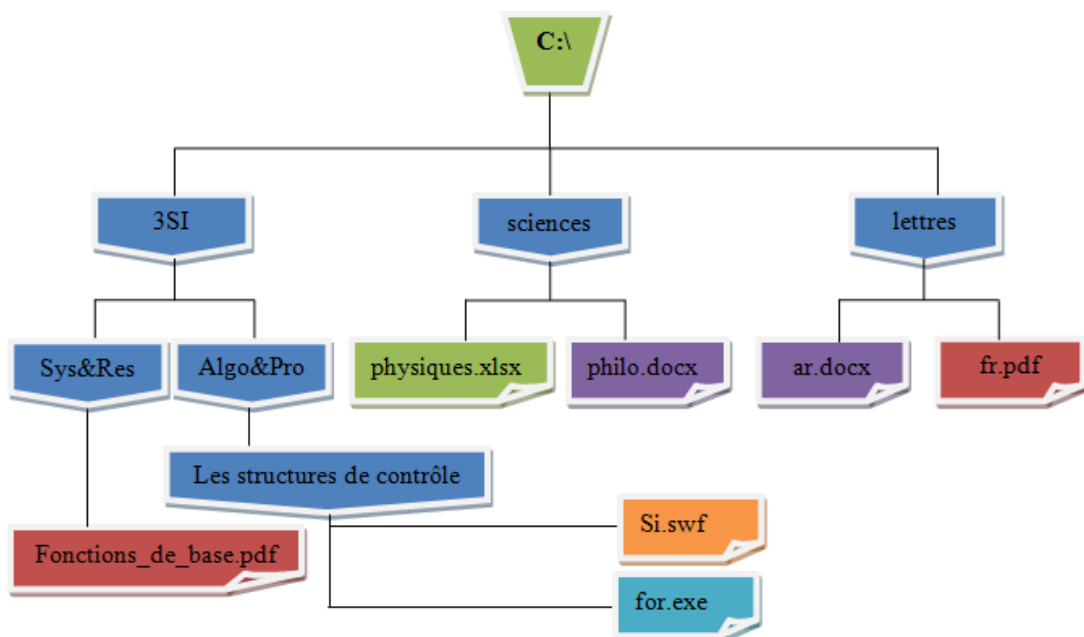 C:\
3SI
sciences
lettres
Sys&Res
Algo&Pro
physiques.xlsx
philo.docx
ar.docx
fr.pdf
Les structures de contrôle
Si.swf
Fonctions_de_base.pdf
for.exe